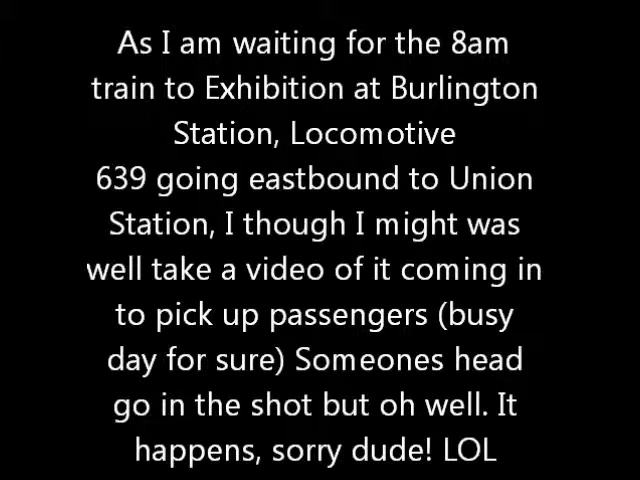 As I am waiting for the 8am
train to Exhibition at Burlington
Station, Locomotive
639 going eastbound to Union
Station, I though I might was
well take a video of it coming in
to pick up passengers (busy
day for sure) Someones head
go in the shot but oh well. It
happens, sorry dude! LOL